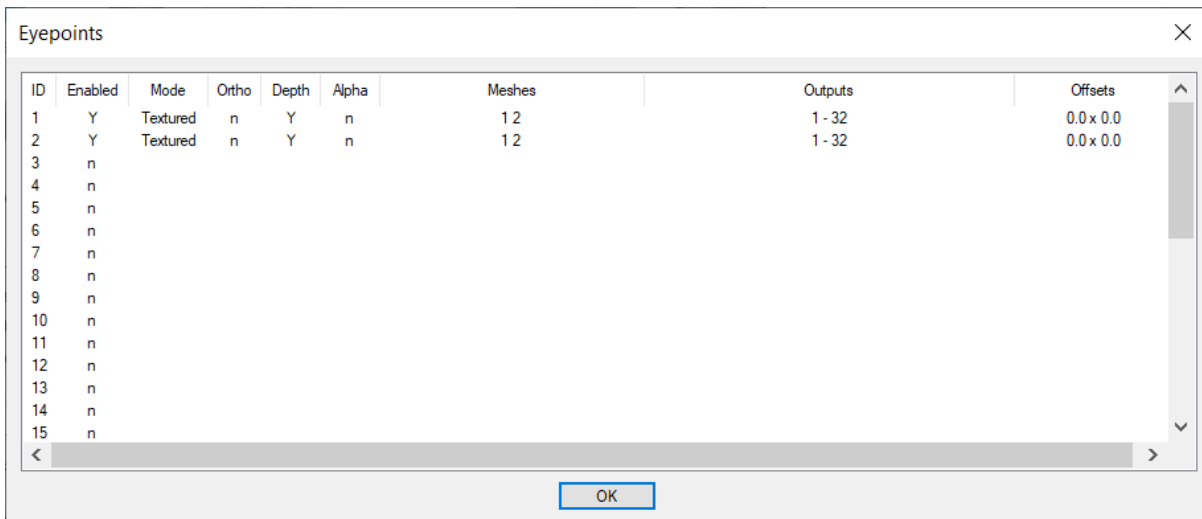 Eyepoints
ID Enabled Mode Ortho Depth Alpha Meshes Outputs Offsets
1 Y Textured n Y n 1 2 1 - 32 0.0 x 0.0
2 Y Textured n Y n 1 2 1 - 32 0.0 x 0.0
3 n
4 n
5 n
6 n
7 n
8 n
9 n
10 n
11 n
12 n
13 n
14 n
15 n
OK